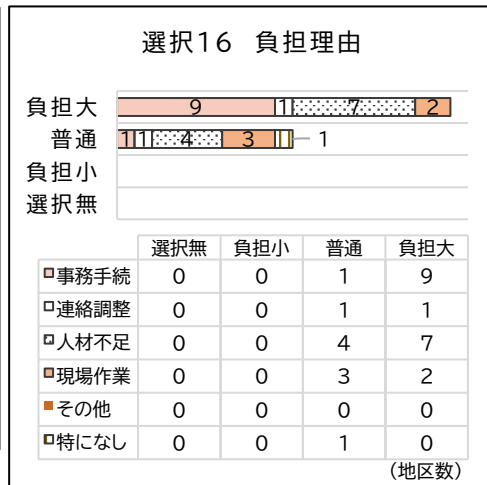 選択16 負担理由
負担大 9 1 7 2
普通 1 1 4 3 1
負担小
選択無
選択無 負担小 普通 負担大
事務手続 0 0 1 9
連絡調整 0 0 1 1
人材不足 0 0 4 7
現場作業 0 0 3 2
その他 0 0 0 0
特になし 0 0 1 0
(地区数)